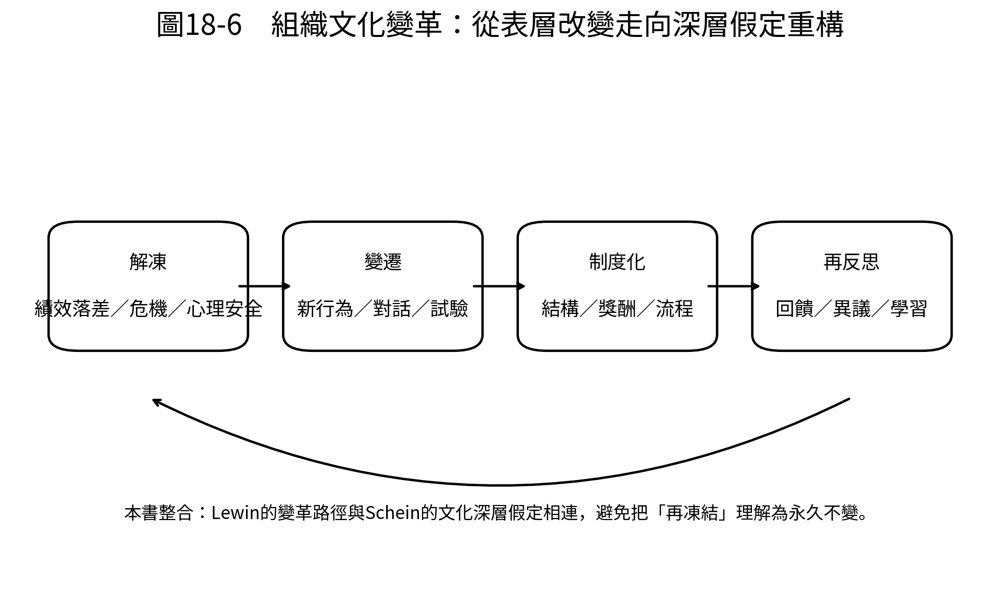 圖18-6　組織文化變革：從表層改變走向深層假定重構
解凍
績效落差／危機／心理安全
變遷
新行為／對話／試驗
制度化
結構／獎酬／流程
再反思
回饋／異議／學習
本書整合：Lewin的變革路徑與Schein的文化深層假定相連，避免把「再凍結」理解為永久不變。